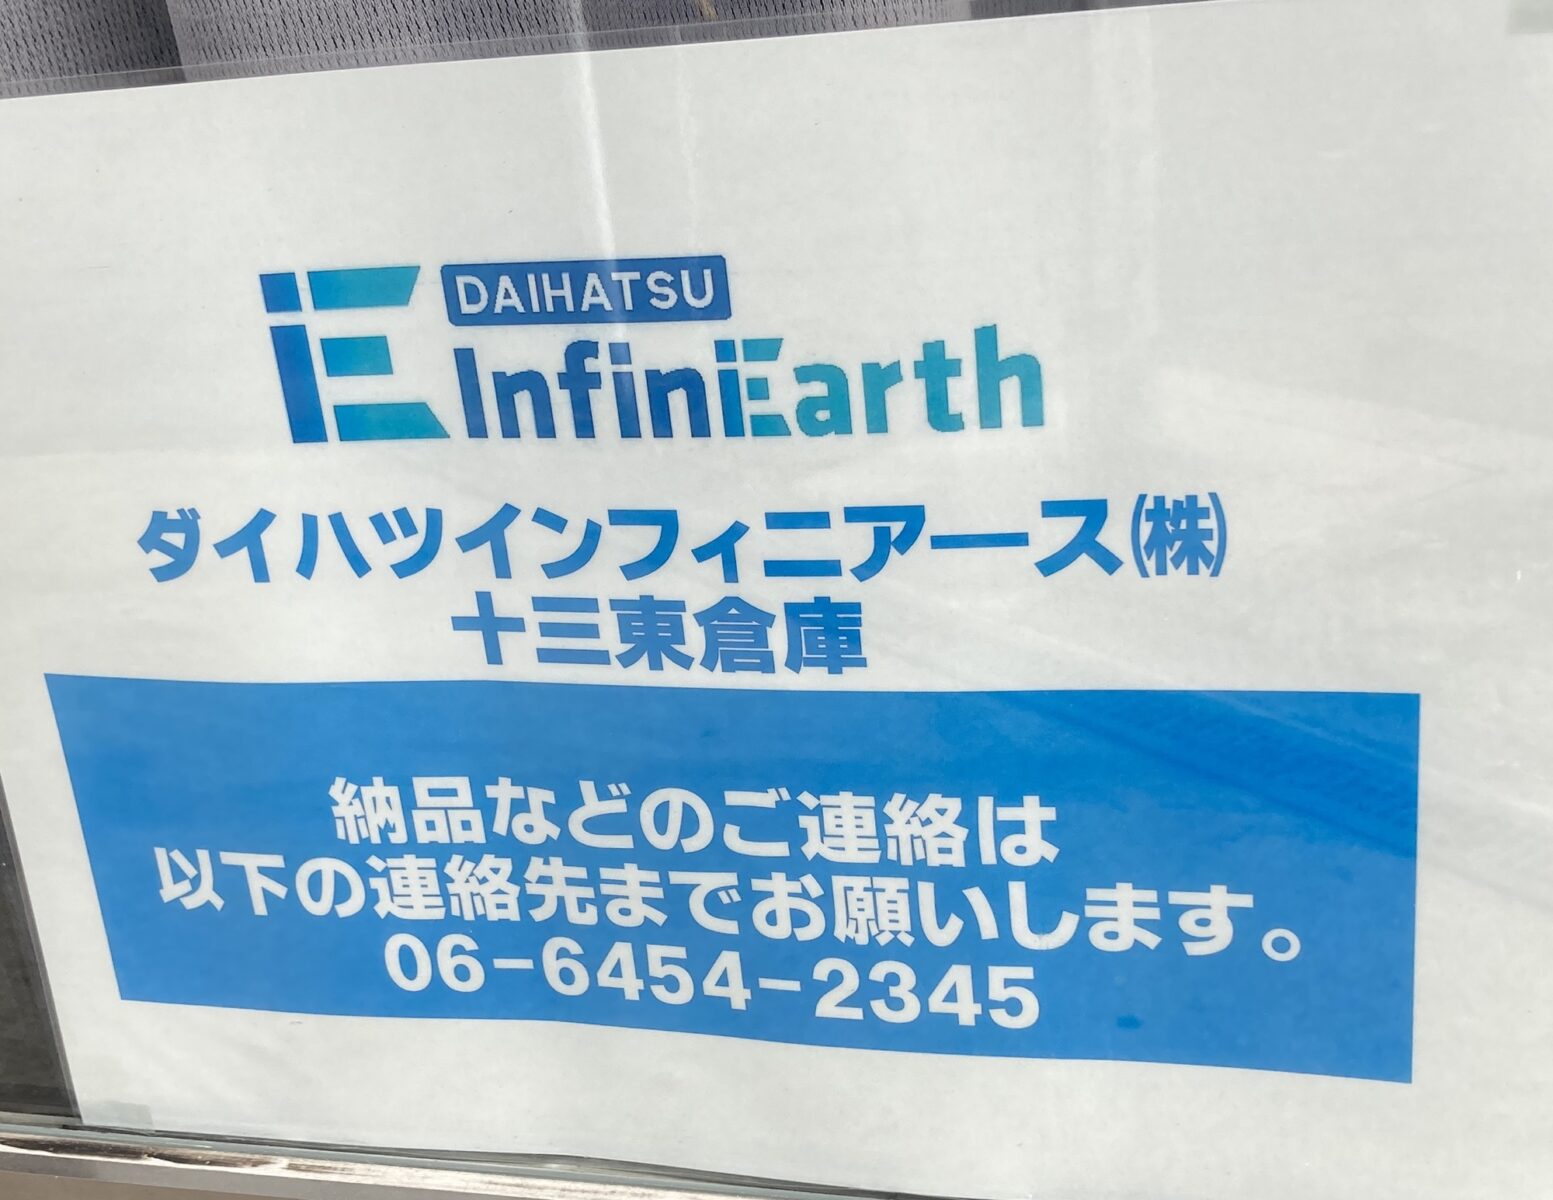 DAIHATSU
InfiniEarth
ダイハツインフィニアース㈱
十三東倉庫
納品などのご連絡は
以下の連絡先までお願いします。
06-6454-2345